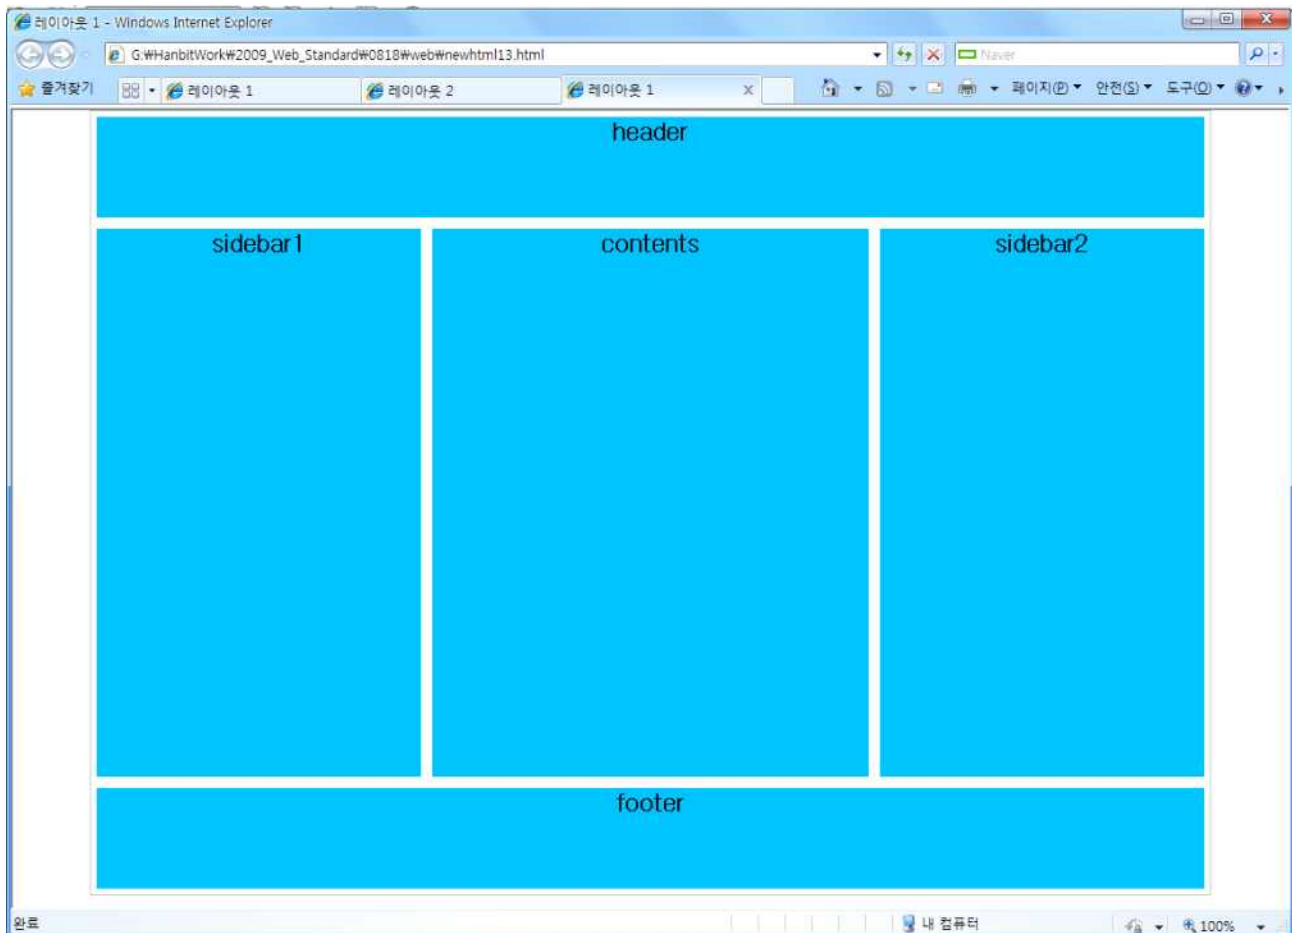 레이아웃 1 - Windows Internet Explorer
G:₩HanbitWork₩2009_Web_Standard₩0818₩web₩newhtml13.html
Naver
즐겨찾기
레이아웃 1
레이아웃 2
레이아웃 1
페이지(P)
안전(S)
도구(O)
header
sidebar1
contents
sidebar2
footer
완료
내 컴퓨터
100%